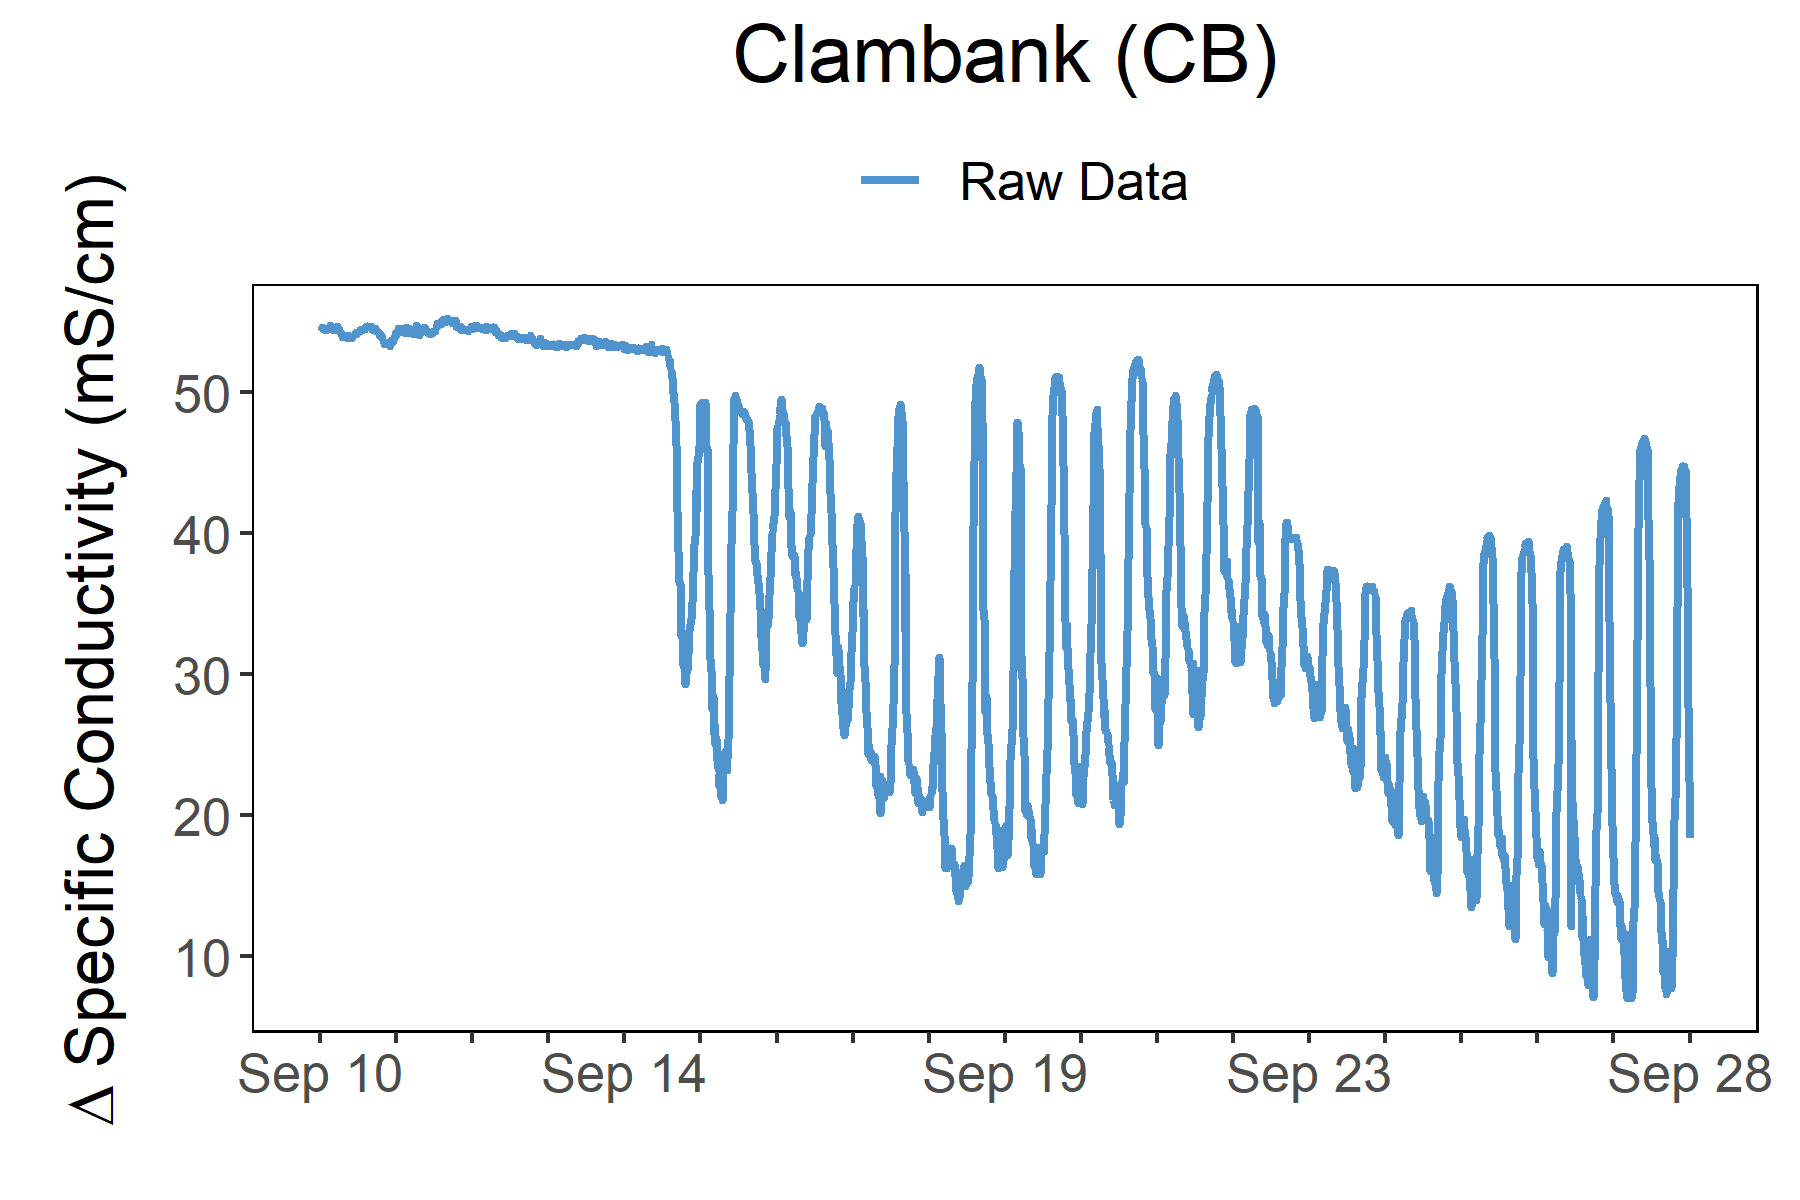 Clambank (CB)
Raw Data
Δ Specific Conductivity (mS/cm)
50
40
30
20
10
Sep 10 Sep 14 Sep 19 Sep 23 Sep 28